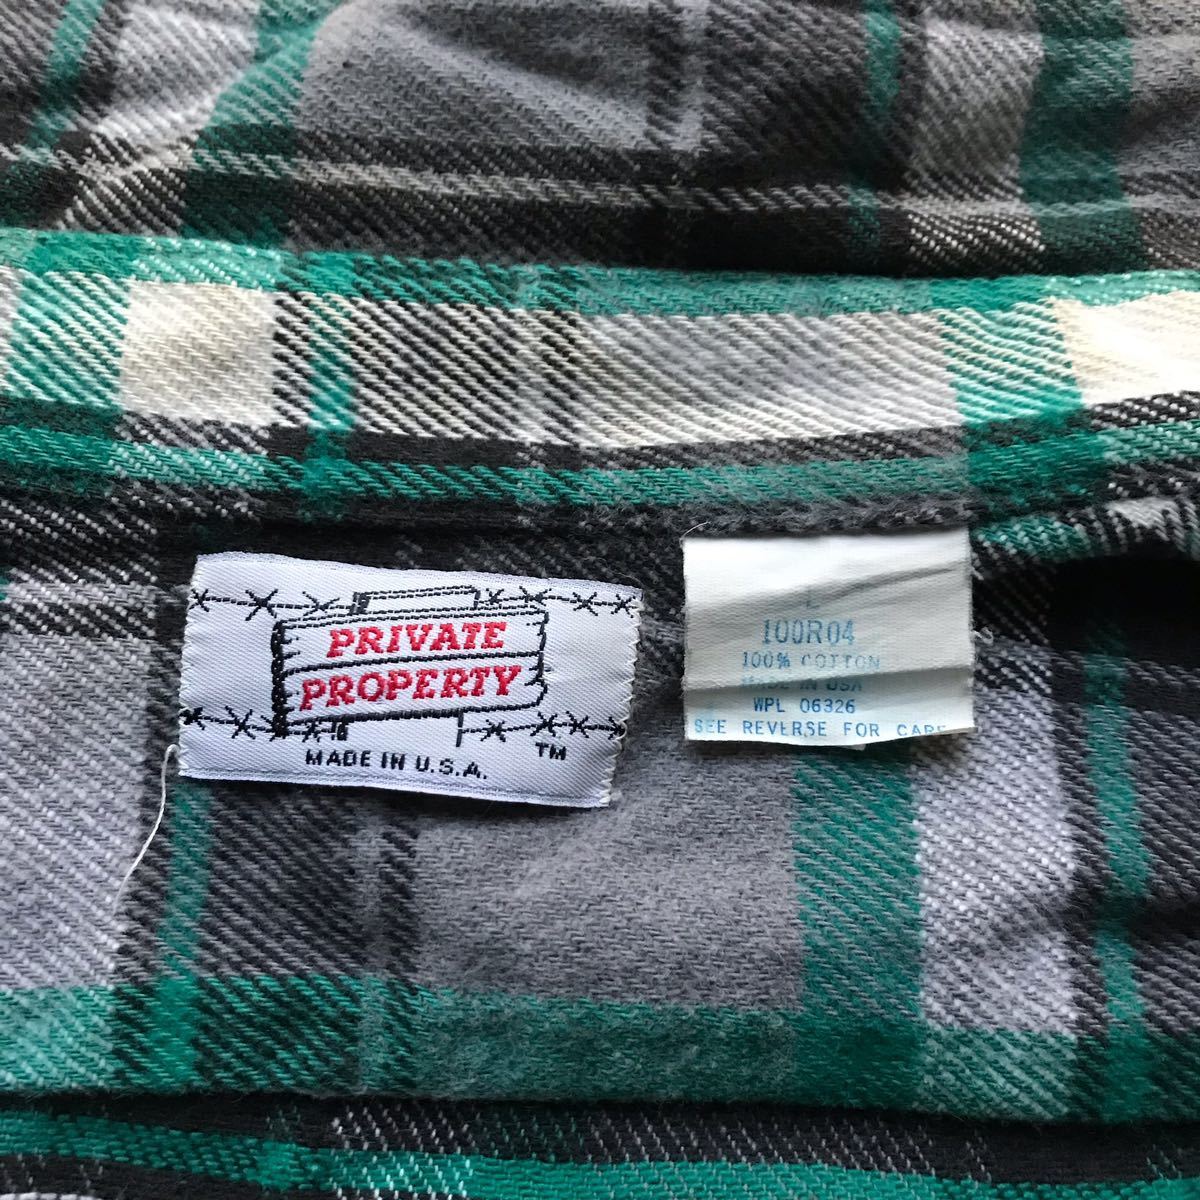 PRIVATE
PROPERTY
MADE IN U.S.A.
TM
L
100R04
100% COTTON
MADE IN USA
WPL 06326
SEE REVERSE FOR CARE